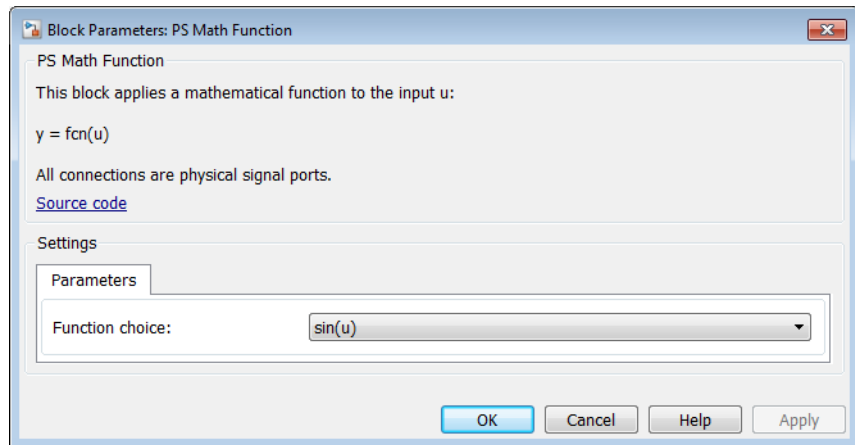 Block Parameters: PS Math Function
PS Math Function
This block applies a mathematical function to the input u:
y = fcn(u)
All connections are physical signal ports.
Source code
Settings
Parameters
Function choice: sin(u)
OK Cancel Help Apply